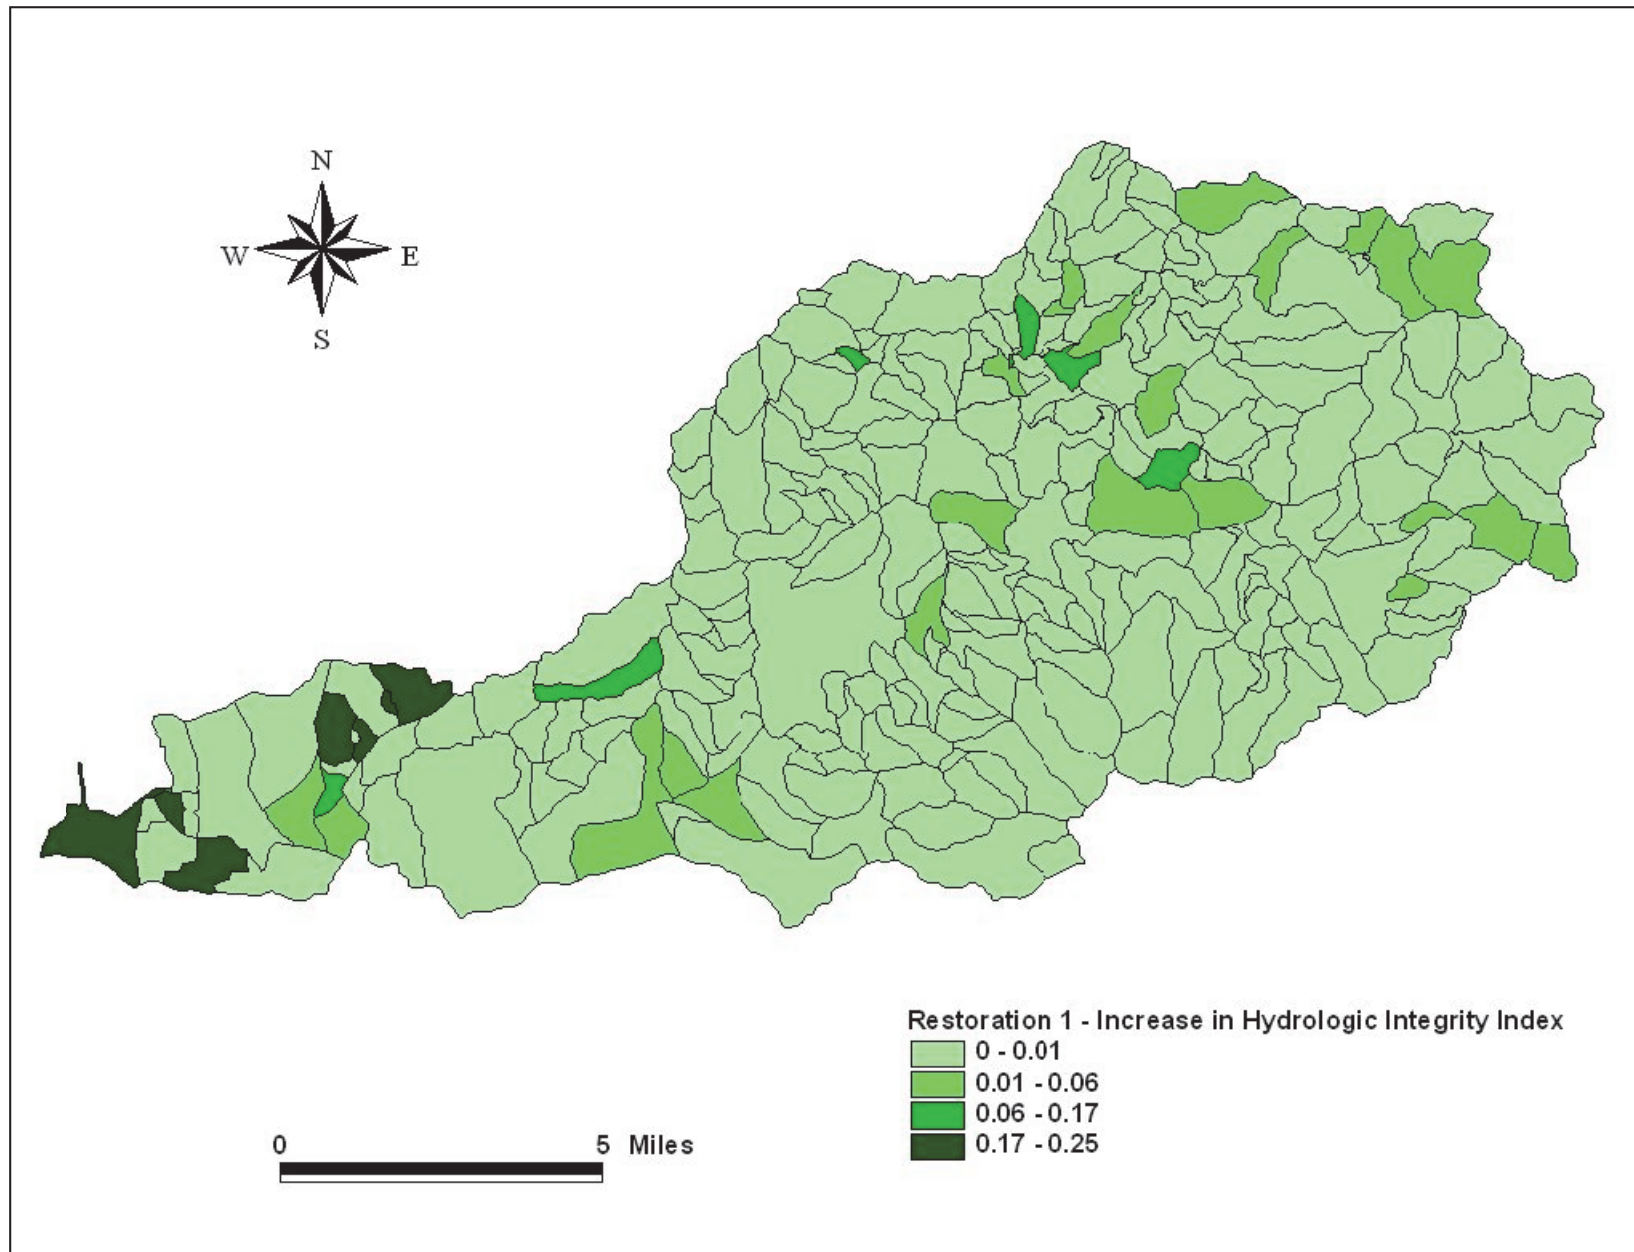 N
W E
S
Restoration 1 - Increase in Hydrologic Integrity Index
0 - 0.01
0.01 - 0.06
0.06 - 0.17
0.17 - 0.25
0 5 Miles